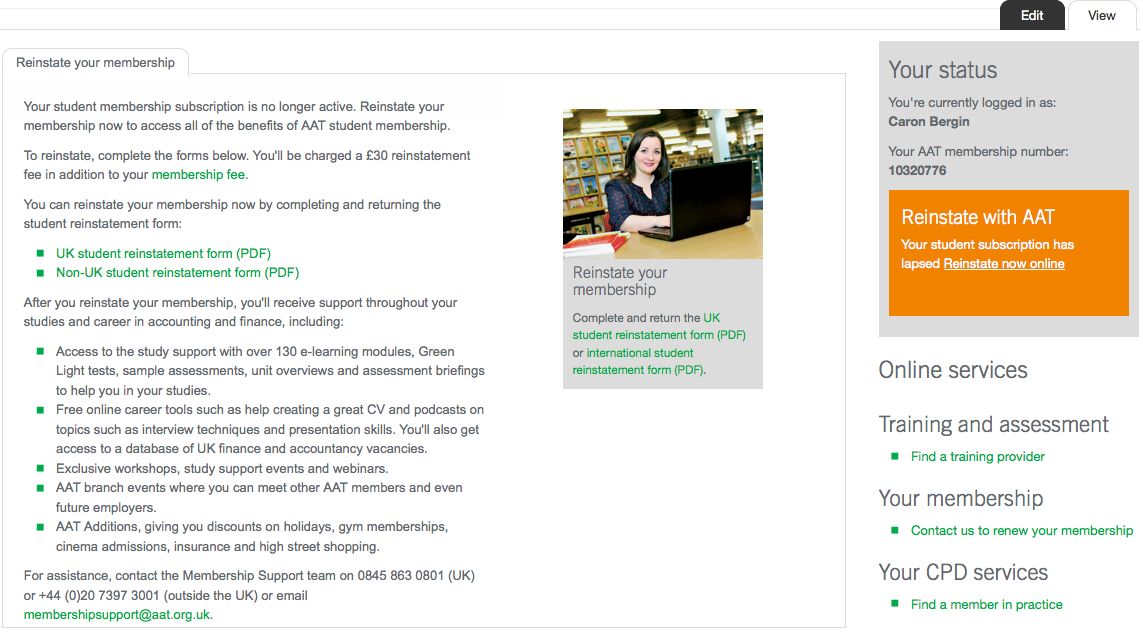 Edit
View
Reinstate your membership
Your student membership subscription is no longer active. Reinstate your
membership now to access all of the benefits of AAT student membership.
To reinstate, complete the forms below. You'll be charged a £30 reinstatement
fee in addition to your membership fee.
You can reinstate your membership now by completing and returning the
student reinstatement form:
UK student reinstatement form (PDF)
Non-UK student reinstatement form (PDF)
After you reinstate your membership, you'll receive support throughout your
studies and career in accounting and finance, including:
Access to the study support with over 130 e-learning modules, Green
Light tests, sample assessments, unit overviews and assessment briefings
to help you in your studies.
Free online career tools such as help creating a great CV and podcasts on
topics such as interview techniques and presentation skills. You'll also get
access to a database of UK finance and accountancy vacancies.
Exclusive workshops, study support events and webinars.
AAT branch events where you can meet other AAT members and even
future employers.
AAT Additions, giving you discounts on holidays, gym memberships,
cinema admissions, insurance and high street shopping.
For assistance, contact the Membership Support team on 0845 863 0801 (UK)
or +44 (0)20 7397 3001 (outside the UK) or email
membershipsupport@aat.org.uk.
Reinstate your
membership
Complete and return the UK
student reinstatement form (PDF)
or international student
reinstatement form (PDF).
Your status
You're currently logged in as:
Caron Bergin
Your AAT membership number:
10320776
Reinstate with AAT
Your student subscription has
lapsed Reinstate now online
Online services
Training and assessment
Find a training provider
Your membership
Contact us to renew your membership
Your CPD services
Find a member in practice